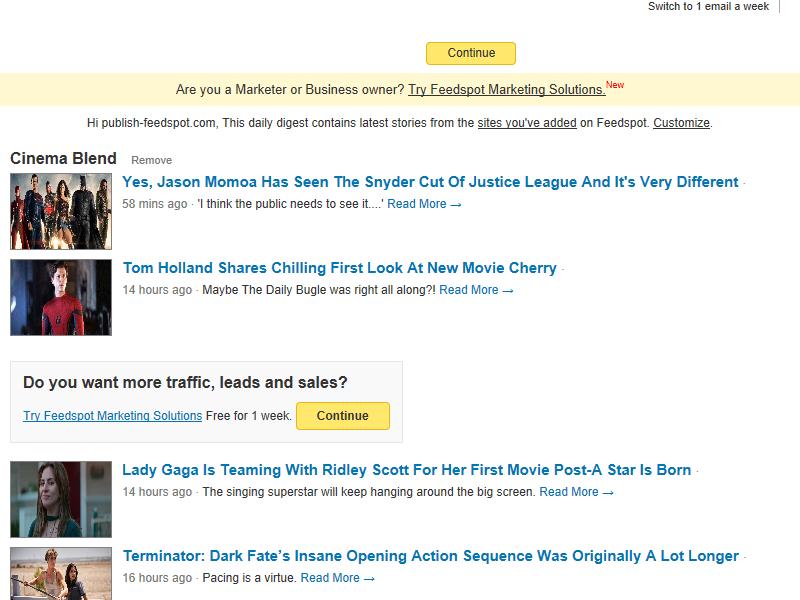 Switch to 1 email a week
Continue
Are you a Marketer or Business owner? Try Feedspot Marketing Solutions.New
Hi publish-feedspot.com, This daily digest contains latest stories from the sites you've added on Feedspot. Customize.
Cinema Blend Remove
Yes, Jason Momoa Has Seen The Snyder Cut Of Justice League And It's Very Different ·
58 mins ago · 'I think the public needs to see it....' Read More →
Tom Holland Shares Chilling First Look At New Movie Cherry ·
14 hours ago · Maybe The Daily Bugle was right all along?! Read More →
Do you want more traffic, leads and sales?
Try Feedspot Marketing Solutions Free for 1 week. Continue
Lady Gaga Is Teaming With Ridley Scott For Her First Movie Post-A Star Is Born ·
14 hours ago · The singing superstar will keep hanging around the big screen. Read More →
Terminator: Dark Fate’s Insane Opening Action Sequence Was Originally A Lot Longer ·
16 hours ago · Pacing is a virtue. Read More →